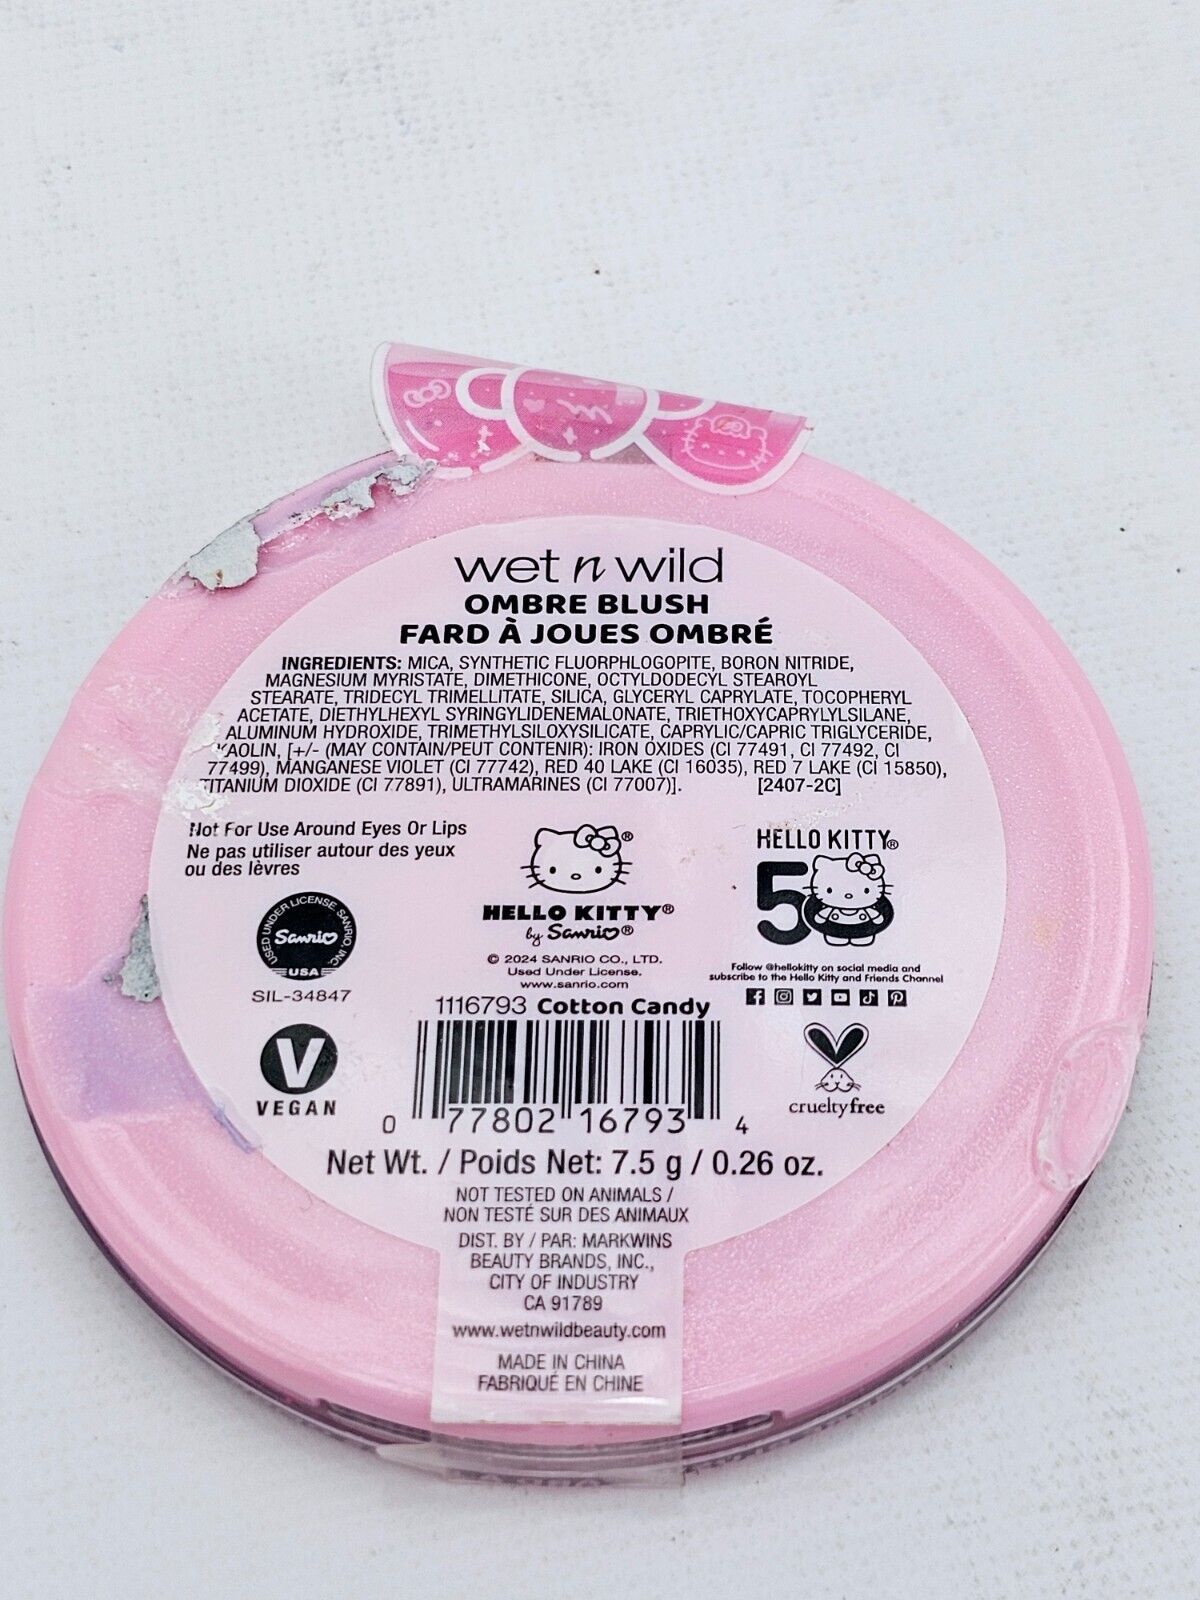 wet n wild
OMBRE BLUSH
FARD À JOUES OMBRÉ
INGREDIENTS: MICA, SYNTHETIC FLUORPHLOGOPITE, BORON NITRIDE,
MAGNESIUM MYRISTATE, DIMETHICONE, OCTYLDODECYL STEAROYL
STEARATE, TRIDECYL TRIMELLITATE, SILICA, GLYCERYL CAPRYLATE, TOCOPHERYL
ACETATE, DIETHYLHEXYL SYRINGYLIDENEMALONATE, TRIETHOXYCAPRYLYLSILANE,
ALUMINUM HYDROXIDE, TRIMETHYLSILOXYSILICATE, CAPRYLIC/CAPRIC TRIGLYCERIDE,
KAOLIN, [+/- (MAY CONTAIN/PEUT CONTENIR): IRON OXIDES (CI 77491, CI 77492, CI
77499), MANGANESE VIOLET (CI 77742), RED 40 LAKE (CI 16035), RED 7 LAKE (CI 15850),
TITANIUM DIOXIDE (CI 77891), ULTRAMARINES (CI 77007)]. [2407-2C]
Not For Use Around Eyes Or Lips
Ne pas utiliser autour des yeux
ou des lèvres
USED UNDER LICENSE SANRIO, INC.
Sanrio
USA
SIL-34847
®
HELLO KITTY®
by Sanrio®
© 2024 SANRIO CO., LTD.
Used Under License.
www.sanrio.com
HELLO KITTY®
50
Follow @hellokitty on social media and
subscribe to the Hello Kitty and Friends Channel
1116793 Cotton Candy
V
VEGAN
0 77802 16793 4
crueltyfree
Net Wt. / Poids Net: 7.5 g / 0.26 oz.
NOT TESTED ON ANIMALS /
NON TESTÉ SUR DES ANIMAUX
DIST. BY / PAR: MARKWINS
BEAUTY BRANDS, INC.,
CITY OF INDUSTRY
CA 91789
www.wetnwildbeauty.com
MADE IN CHINA
FABRIQUÉ EN CHINE